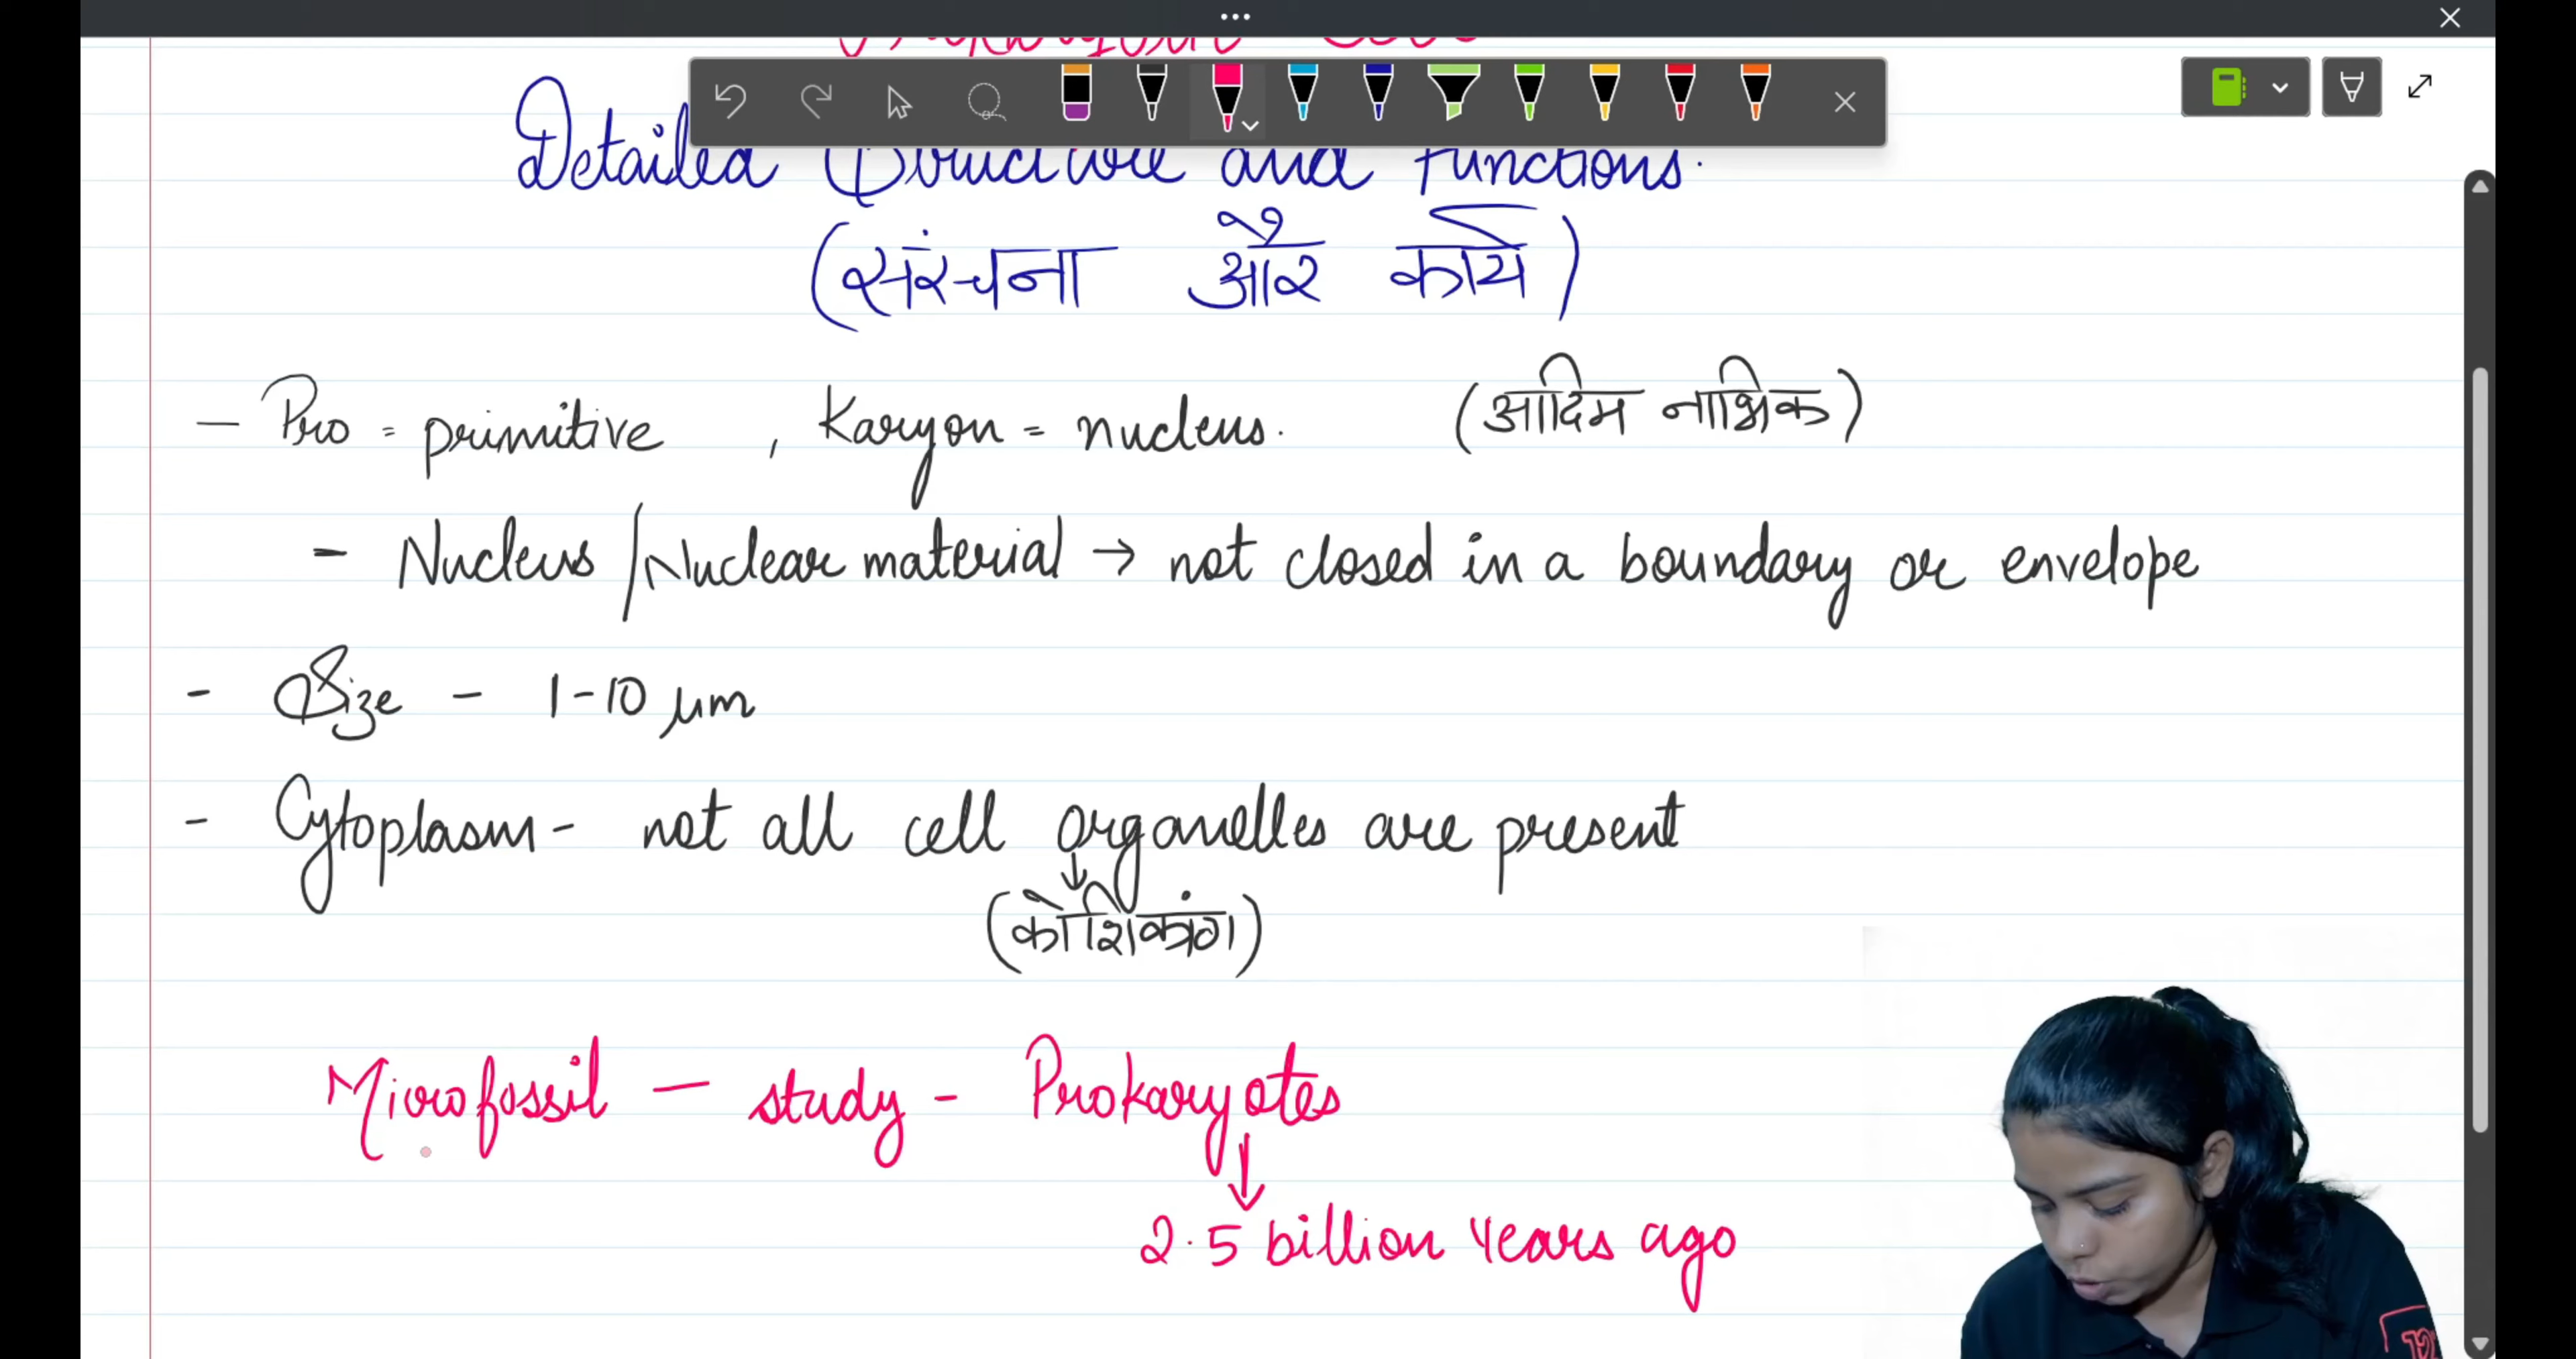 Detailed Structure and functions.
(संरचना और कार्य)
- Pro = primitive , Karyon = nucleus. (आदिम नाभिक)
- Nucleus / Nuclear material → not closed in a boundary or envelope
- Size - 1-10 μm
- Cytoplasm - not all cell organelles are present
↓
(कोशिकांग)
Microfossil - study - Prokaryotes
↓
2.5 billion years ago